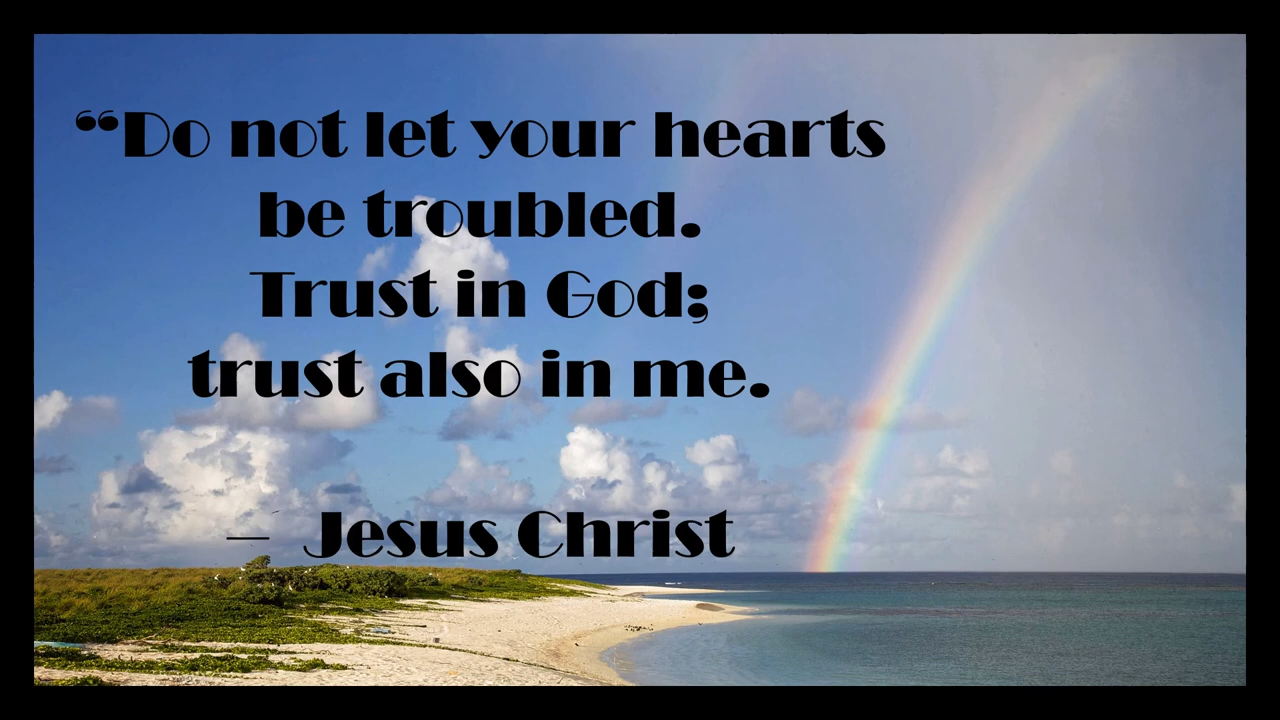 “Do not let your hearts
be troubled.
Trust in God;
trust also in me.
— Jesus Christ